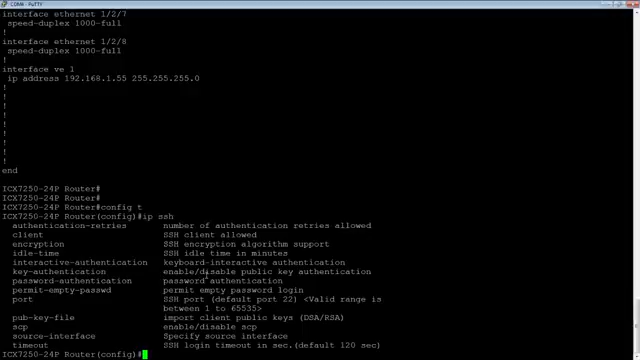 COM4 - PuTTY
interface ethernet 1/2/7
speed-duplex 1000-full
!
interface ethernet 1/2/8
speed-duplex 1000-full
!
interface ve 1
ip address 192.168.1.55 255.255.255.0
!
!
!
!
!
!
!
!
!
end
ICX7250-24P Router#
ICX7250-24P Router#
ICX7250-24P Router#config t
ICX7250-24P Router(config)#ip ssh
authentication-retries number of authentication retries allowed
client SSH client allowed
encryption SSH encryption algorithm support
idle-time SSH idle time in minutes
interactive-authentication keyboard-interactive authentication
key-authentication enable/disable public key authentication
password-authentication password authentication
permit-empty-passwd permit empty password login
port SSH port (default port 22) <Valid range is
between 1 to 65535>
pub-key-file import client public keys (DSA/RSA)
scp enable/disable scp
source-interface Specify source interface
timeout SSH login timeout in sec.(default 120 sec)
ICX7250-24P Router(config)#